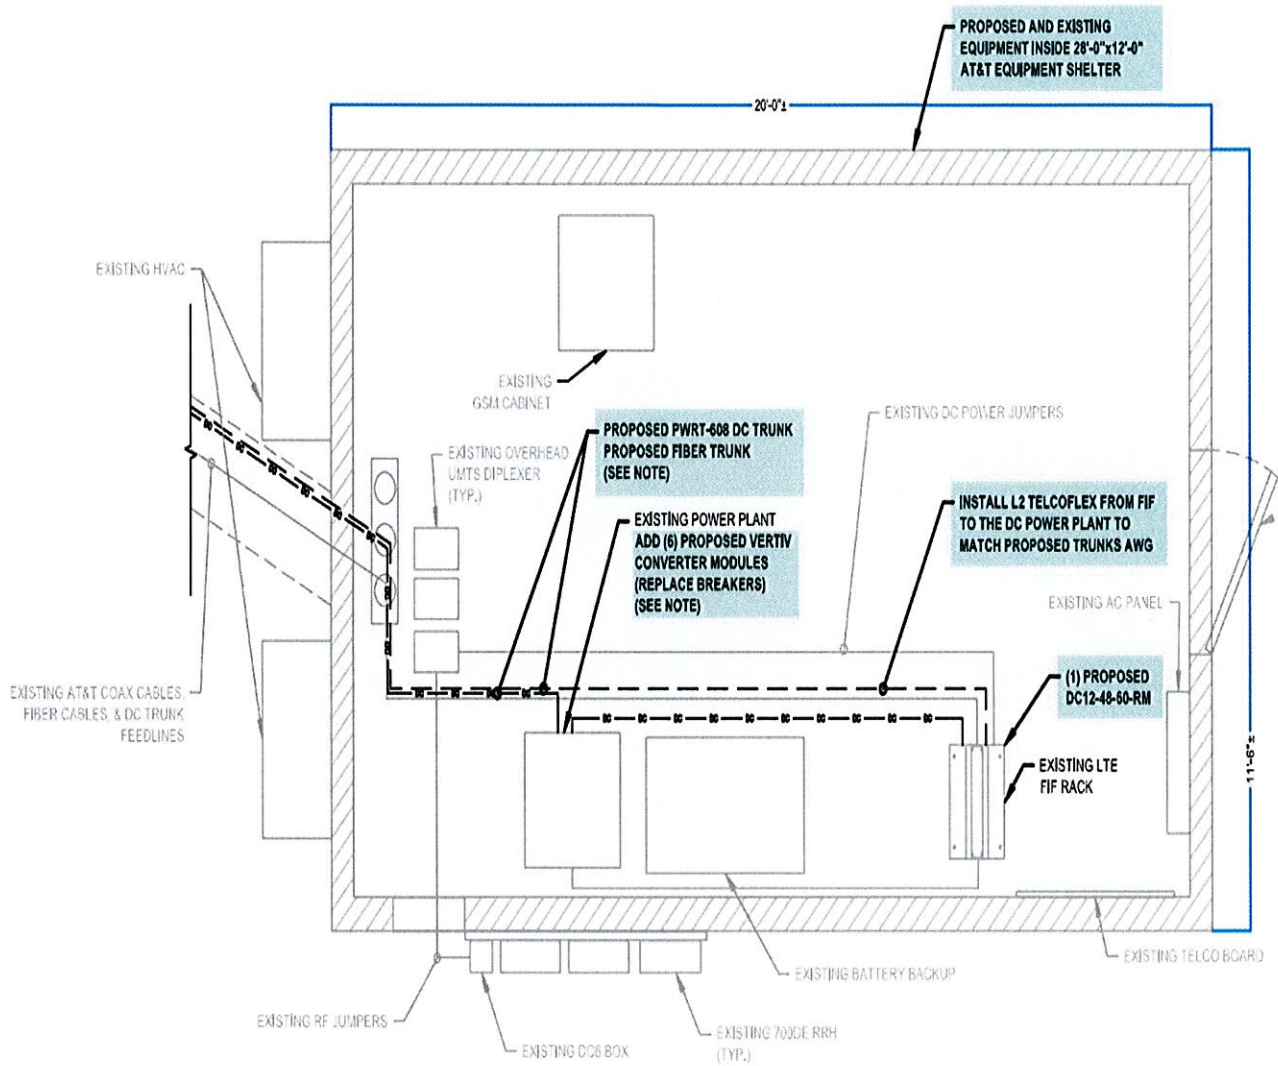 PROPOSED AND EXISTING
EQUIPMENT INSIDE 28'-0"x12'-0"
AT&T EQUIPMENT SHELTER
20'-0"±
EXISTING HVAC
EXISTING
GSM CABINET
EXISTING DC POWER JUMPERS
PROPOSED PWRT-608 DC TRUNK
PROPOSED FIBER TRUNK
(SEE NOTE)
EXISTING OVERHEAD
UMTS DIPLEXER
(TYP.)
INSTALL L2 TELCOFLEX FROM FIF
TO THE DC POWER PLANT TO
MATCH PROPOSED TRUNKS AWG
EXISTING POWER PLANT
ADD (6) PROPOSED VERTIV
CONVERTER MODULES
(REPLACE BREAKERS)
(SEE NOTE)
EXISTING AC PANEL
EXISTING AT&T COAX CABLES,
FIBER CABLES, & DC TRUNK
FEEDLINES
(1) PROPOSED
DC12-48-60-RM
EXISTING LTE
FIF RACK
11'-6"±
EXISTING TELCO BOARD
EXISTING BATTERY BACKUP
EXISTING RF JUMPERS
EXISTING DC6 BOX
EXISTING 700DE RRH
(TYP.)